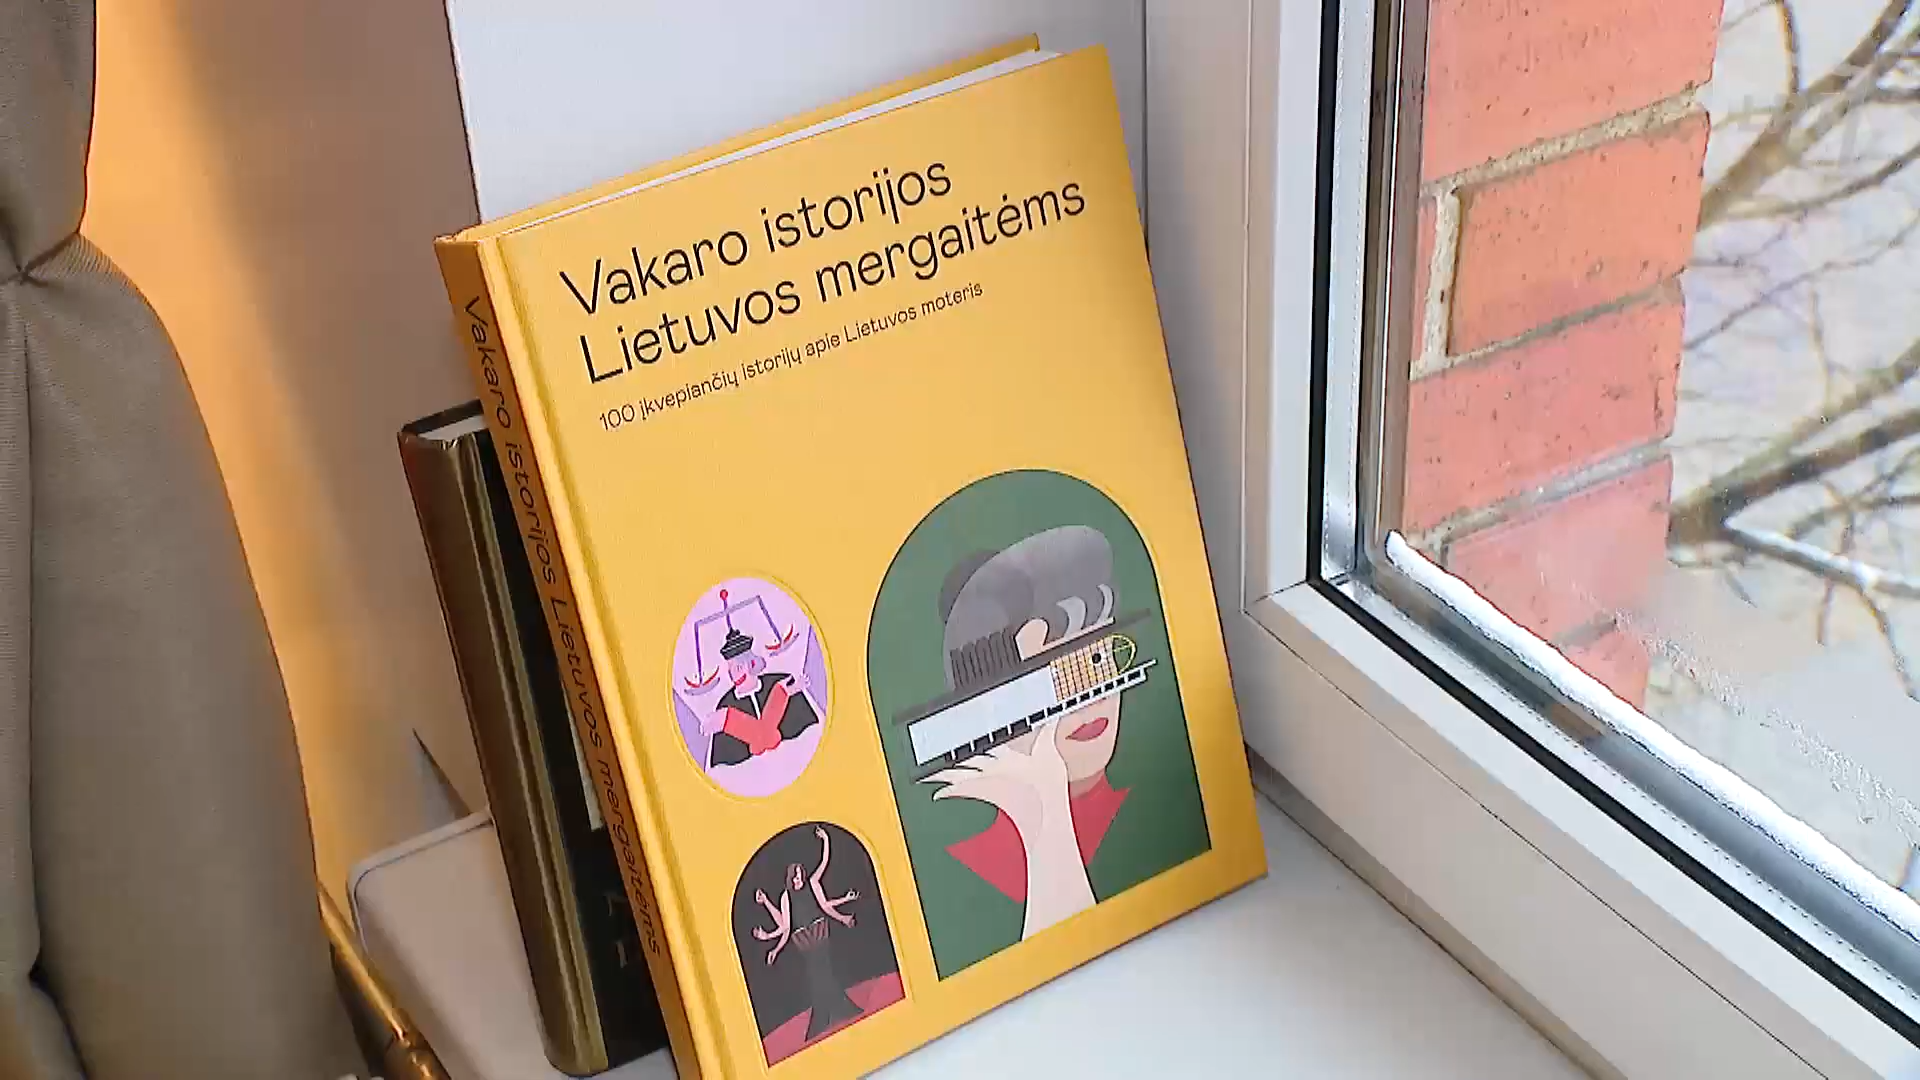 Vakaro istorijos
Lietuvos mergaitėms
100 įkvepiančių istorijų apie Lietuvos moteris
Vakaro istorijos Lietuvos mergaitėms